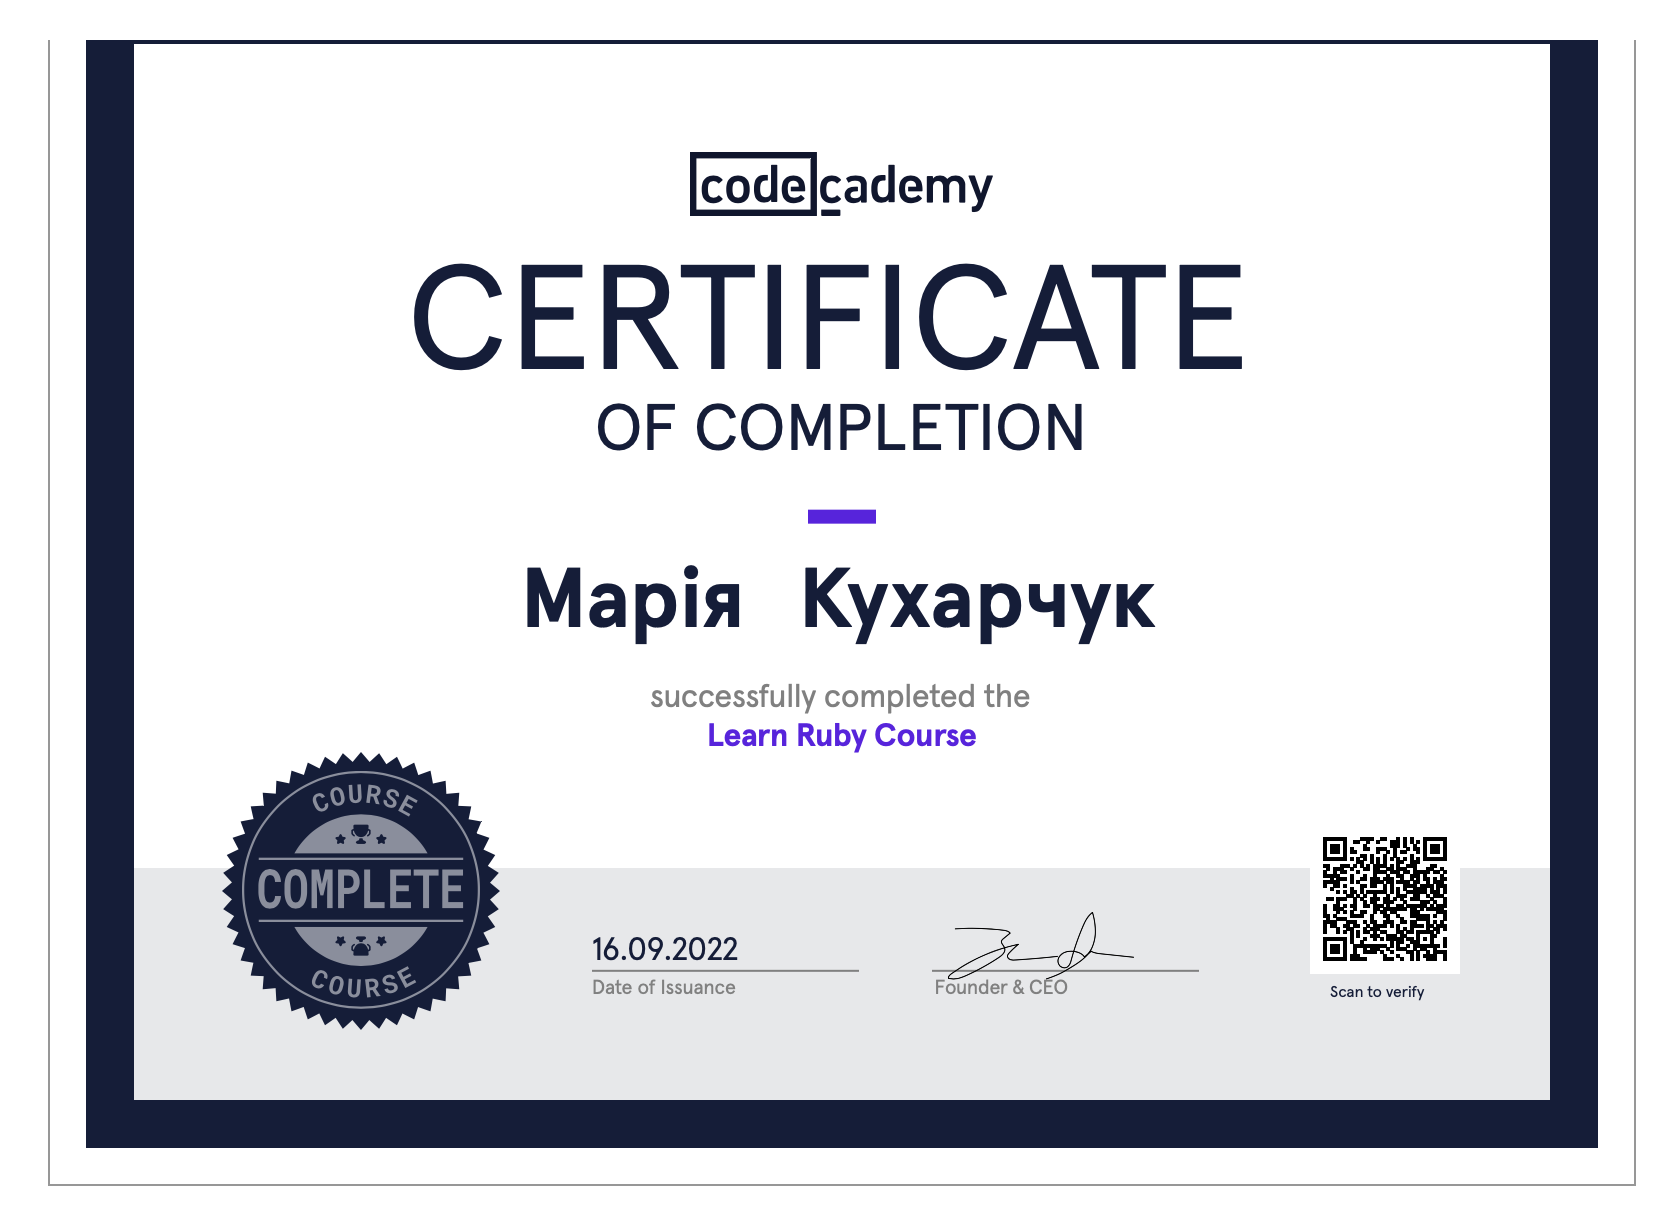 codecademy
CERTIFICATE
OF COMPLETION
Марія Кухарчук
successfully completed the
Learn Ruby Course
COURSE
COMPLETE
COURSE
16.09.2022
Date of Issuance
Founder & CEO
Scan to verify